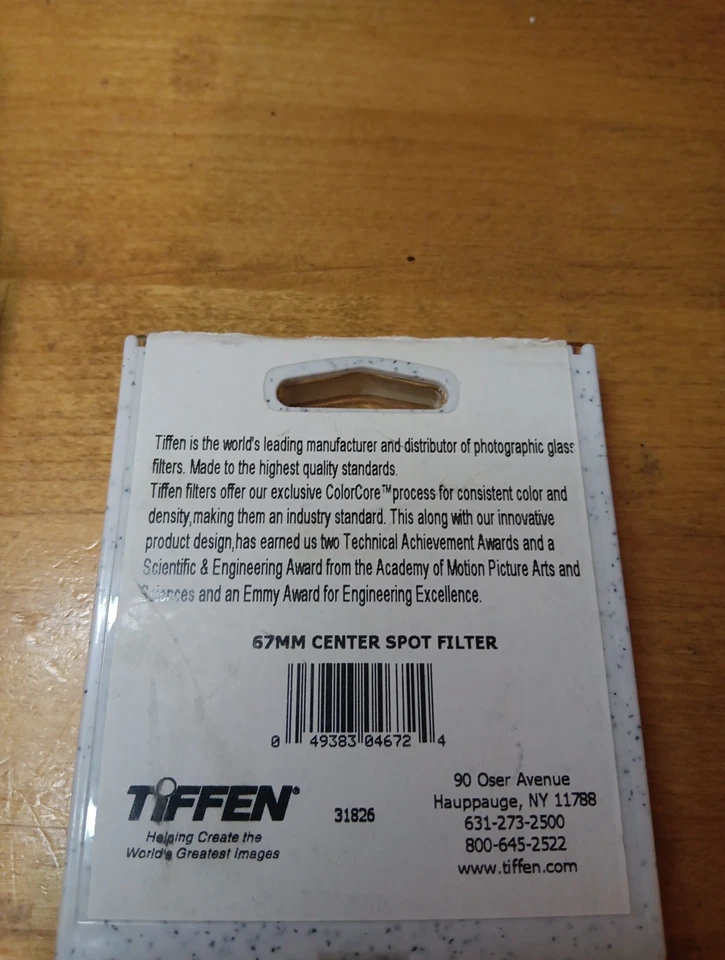 Tiffen is the world's leading manufacturer and distributor of photographic glass
filters. Made to the highest quality standards.
Tiffen filters offer our exclusive ColorCore™process for consistent color and
density,making them an industry standard. This along with our innovative
product design,has earned us two Technical Achievement Awards and a
Scientific & Engineering Award from the Academy of Motion Picture Arts and
Sciences and an Emmy Award for Engineering Excellence.
67MM CENTER SPOT FILTER
0 49383 04672 4
TiFFEN®
Helping Create the
World's Greatest Images
31826
90 Oser Avenue
Hauppauge, NY 11788
631-273-2500
800-645-2522
www.tiffen.com